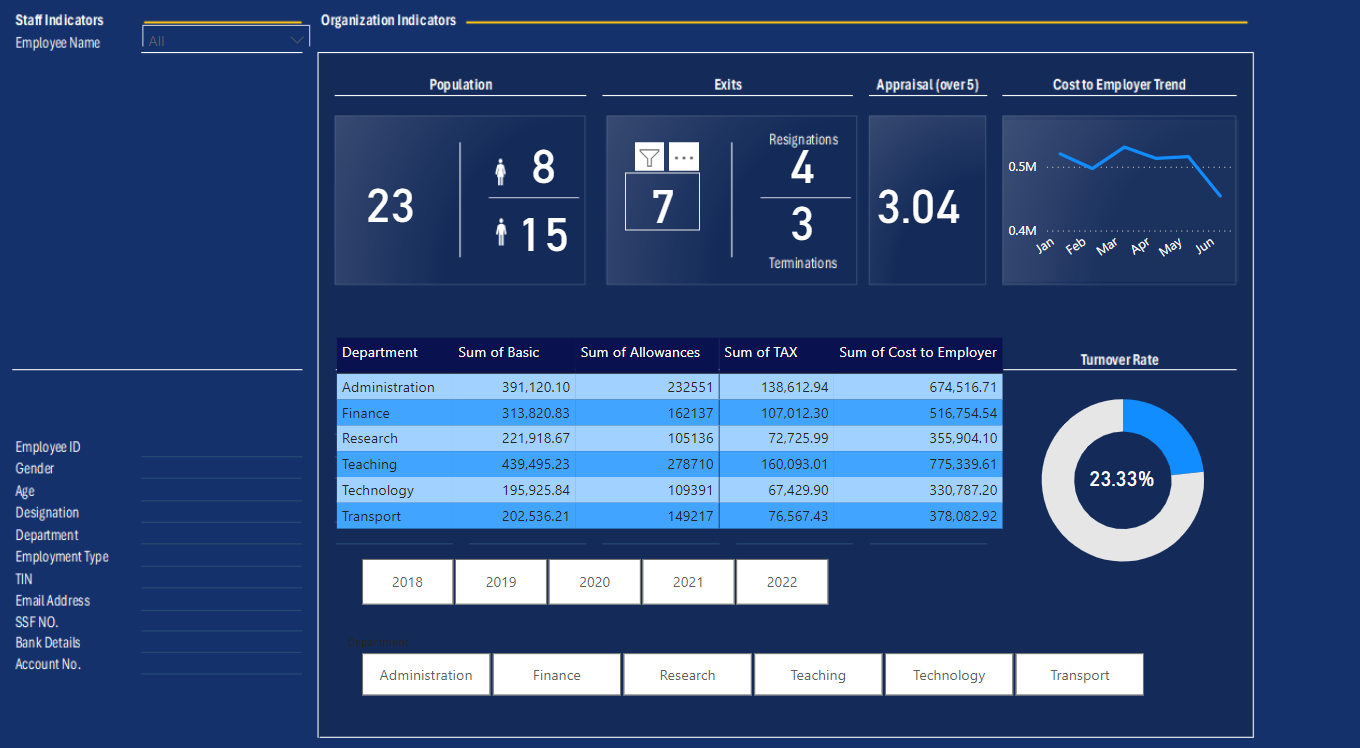 Staff Indicators
Organization Indicators
Employee Name
All
Population
Exits
Appraisal (over 5)
Cost to Employer Trend
23
8
15
7
Resignations
4
3
Terminations
3.04
0.5M
0.4M
Jan Feb Mar Apr May Jun
Department Sum of Basic Sum of Allowances Sum of TAX Sum of Cost to Employer
Administration 391,120.10 232551 138,612.94 674,516.71
Finance 313,820.83 162137 107,012.30 516,754.54
Research 221,918.67 105136 72,725.99 355,904.10
Teaching 439,495.23 278710 160,093.01 775,339.61
Technology 195,925.84 109391 67,429.90 330,787.20
Transport 202,536.21 149217 76,567.43 378,082.92
Turnover Rate
23.33%
Employee ID
Gender
Age
Designation
Department
Employment Type
TIN
Email Address
SSF NO.
Bank Details
Account No.
2018 2019 2020 2021 2022
Department
Administration Finance Research Teaching Technology Transport